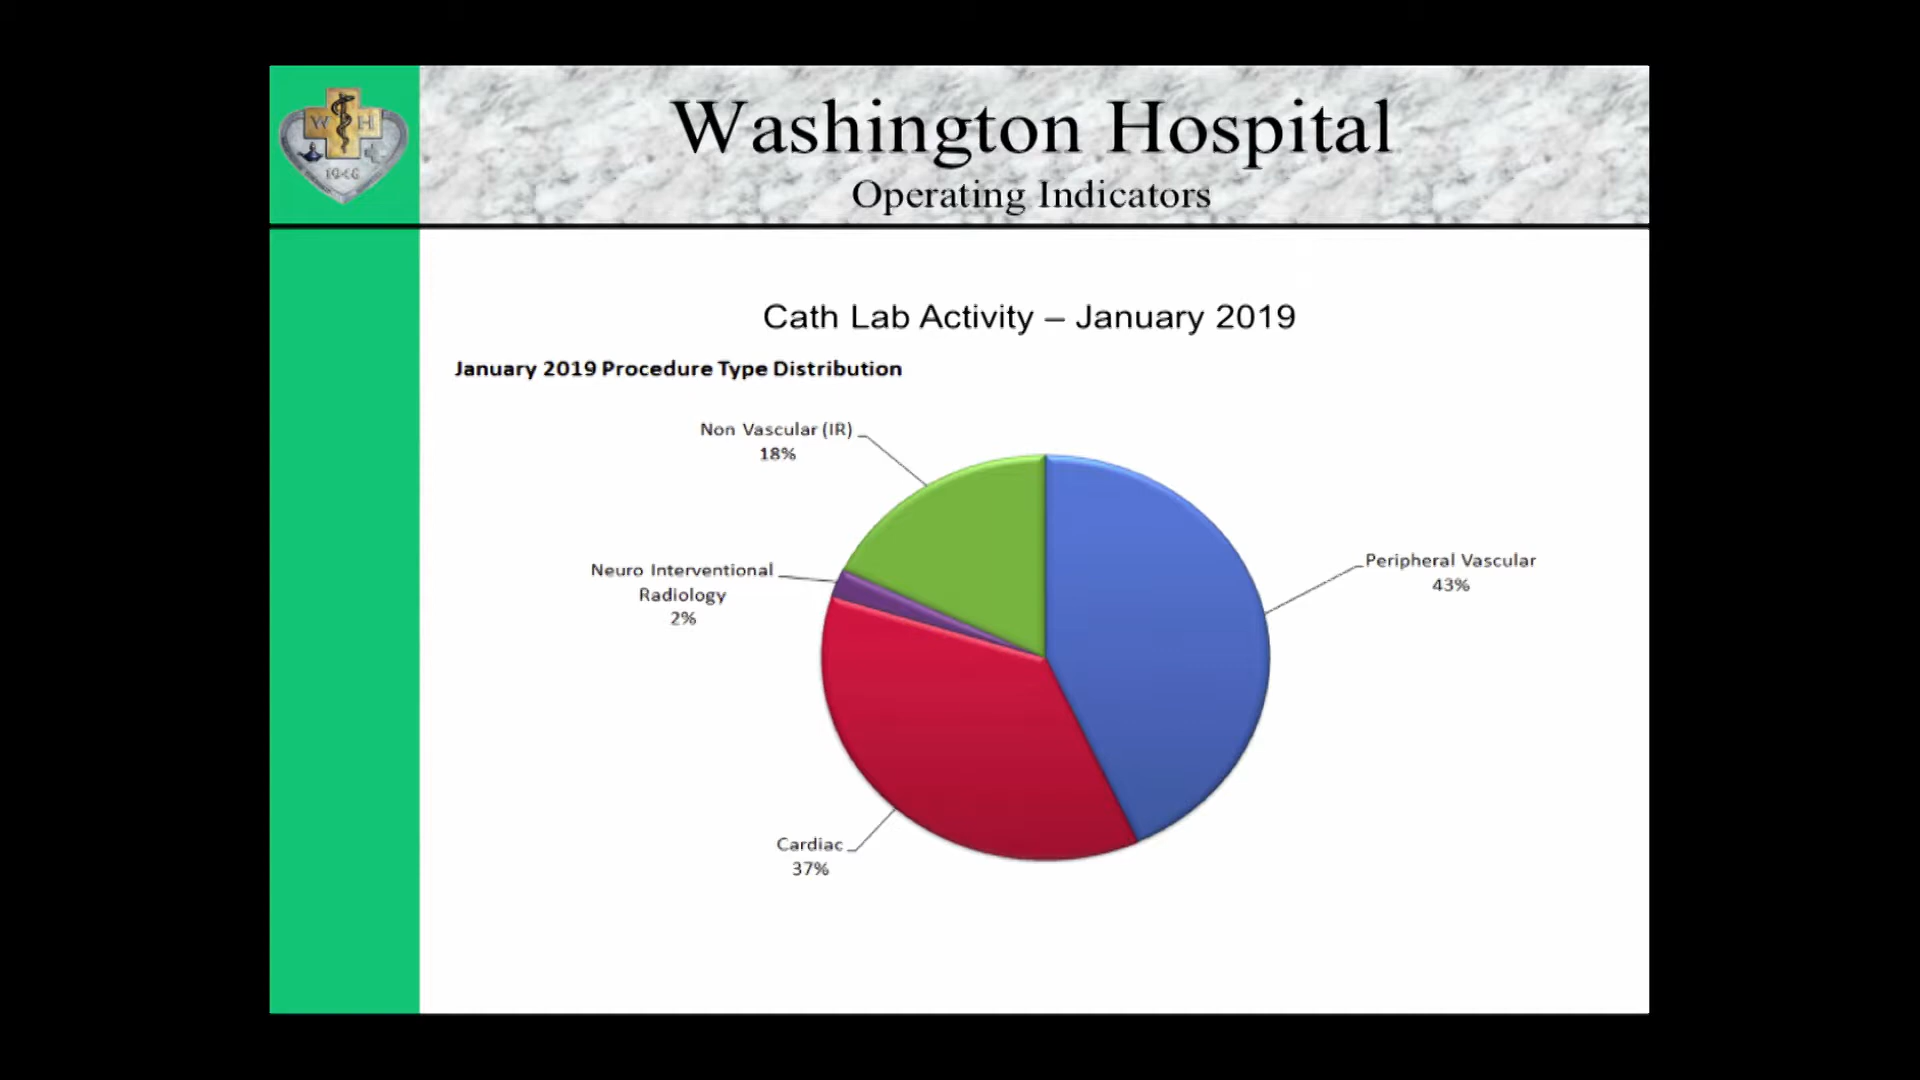 W H
Washington Hospital
Operating Indicators
Cath Lab Activity – January 2019
January 2019 Procedure Type Distribution
Non Vascular (IR)
18%
Neuro Interventional
Radiology
2%
Peripheral Vascular
43%
Cardiac
37%